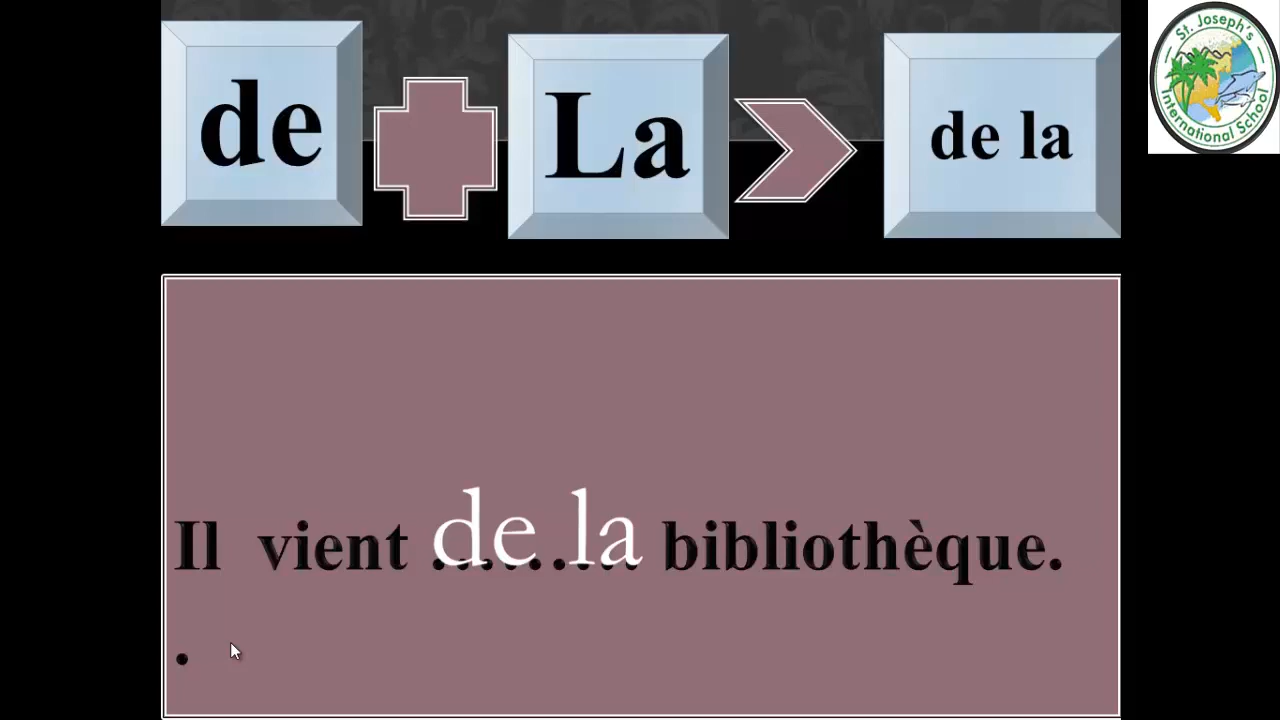 de La de la
St. Joseph's
International School
Il vient de la bibliothèque.
.